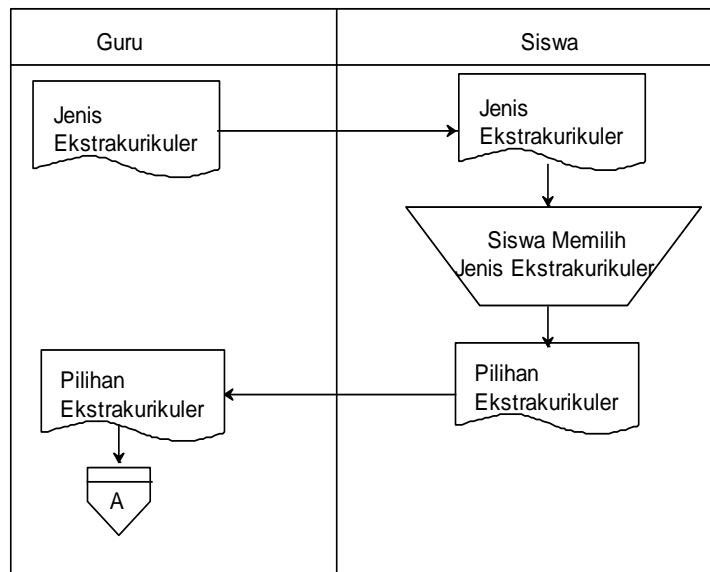 Guru
Siswa
Jenis
Ekstrakurikuler
Jenis
Ekstrakurikuler
Siswa Memilih
Jenis Ekstrakurikuler
Pilihan
Ekstrakurikuler
Pilihan
Ekstrakurikuler
A